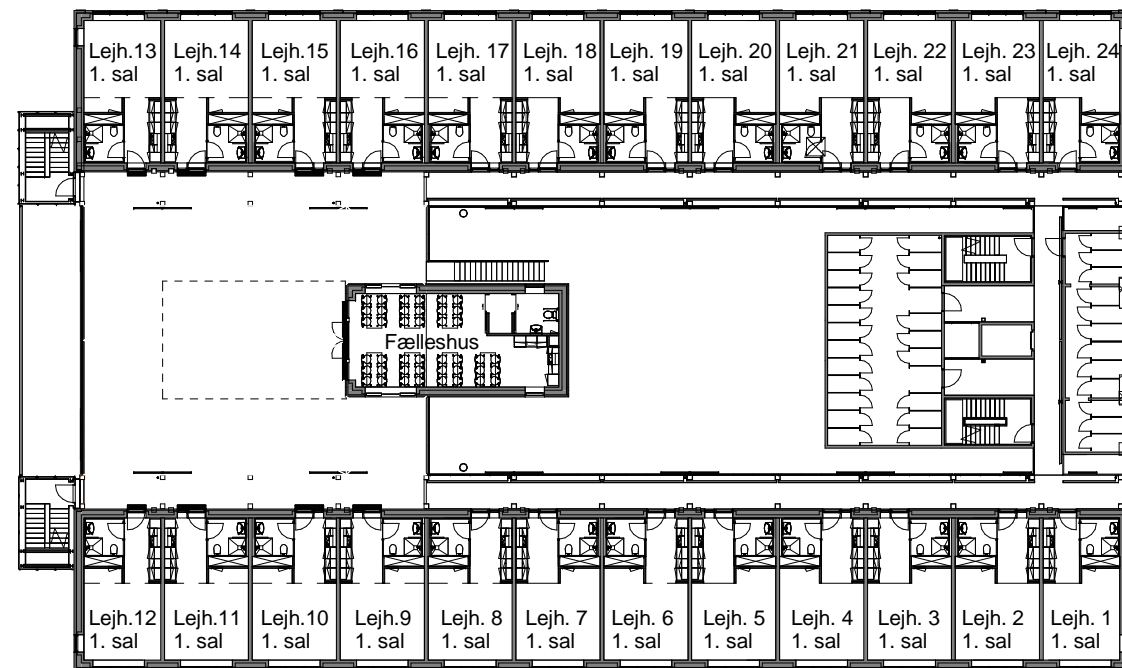 Lejh.13
1. sal
Lejh.14
1. sal
Lejh.15
1. sal
Lejh.16
1. sal
Lejh. 17
1. sal
Lejh. 18
1. sal
Lejh. 19
1. sal
Lejh. 20
1. sal
Lejh. 21
1. sal
Lejh. 22
1. sal
Lejh. 23
1. sal
Lejh. 24
1. sal
Fælleshus
Lejh.12
1. sal
Lejh.11
1. sal
Lejh.10
1. sal
Lejh.9
1. sal
Lejh. 8
1. sal
Lejh. 7
1. sal
Lejh. 6
1. sal
Lejh. 5
1. sal
Lejh. 4
1. sal
Lejh. 3
1. sal
Lejh. 2
1. sal
Lejh. 1
1. sal